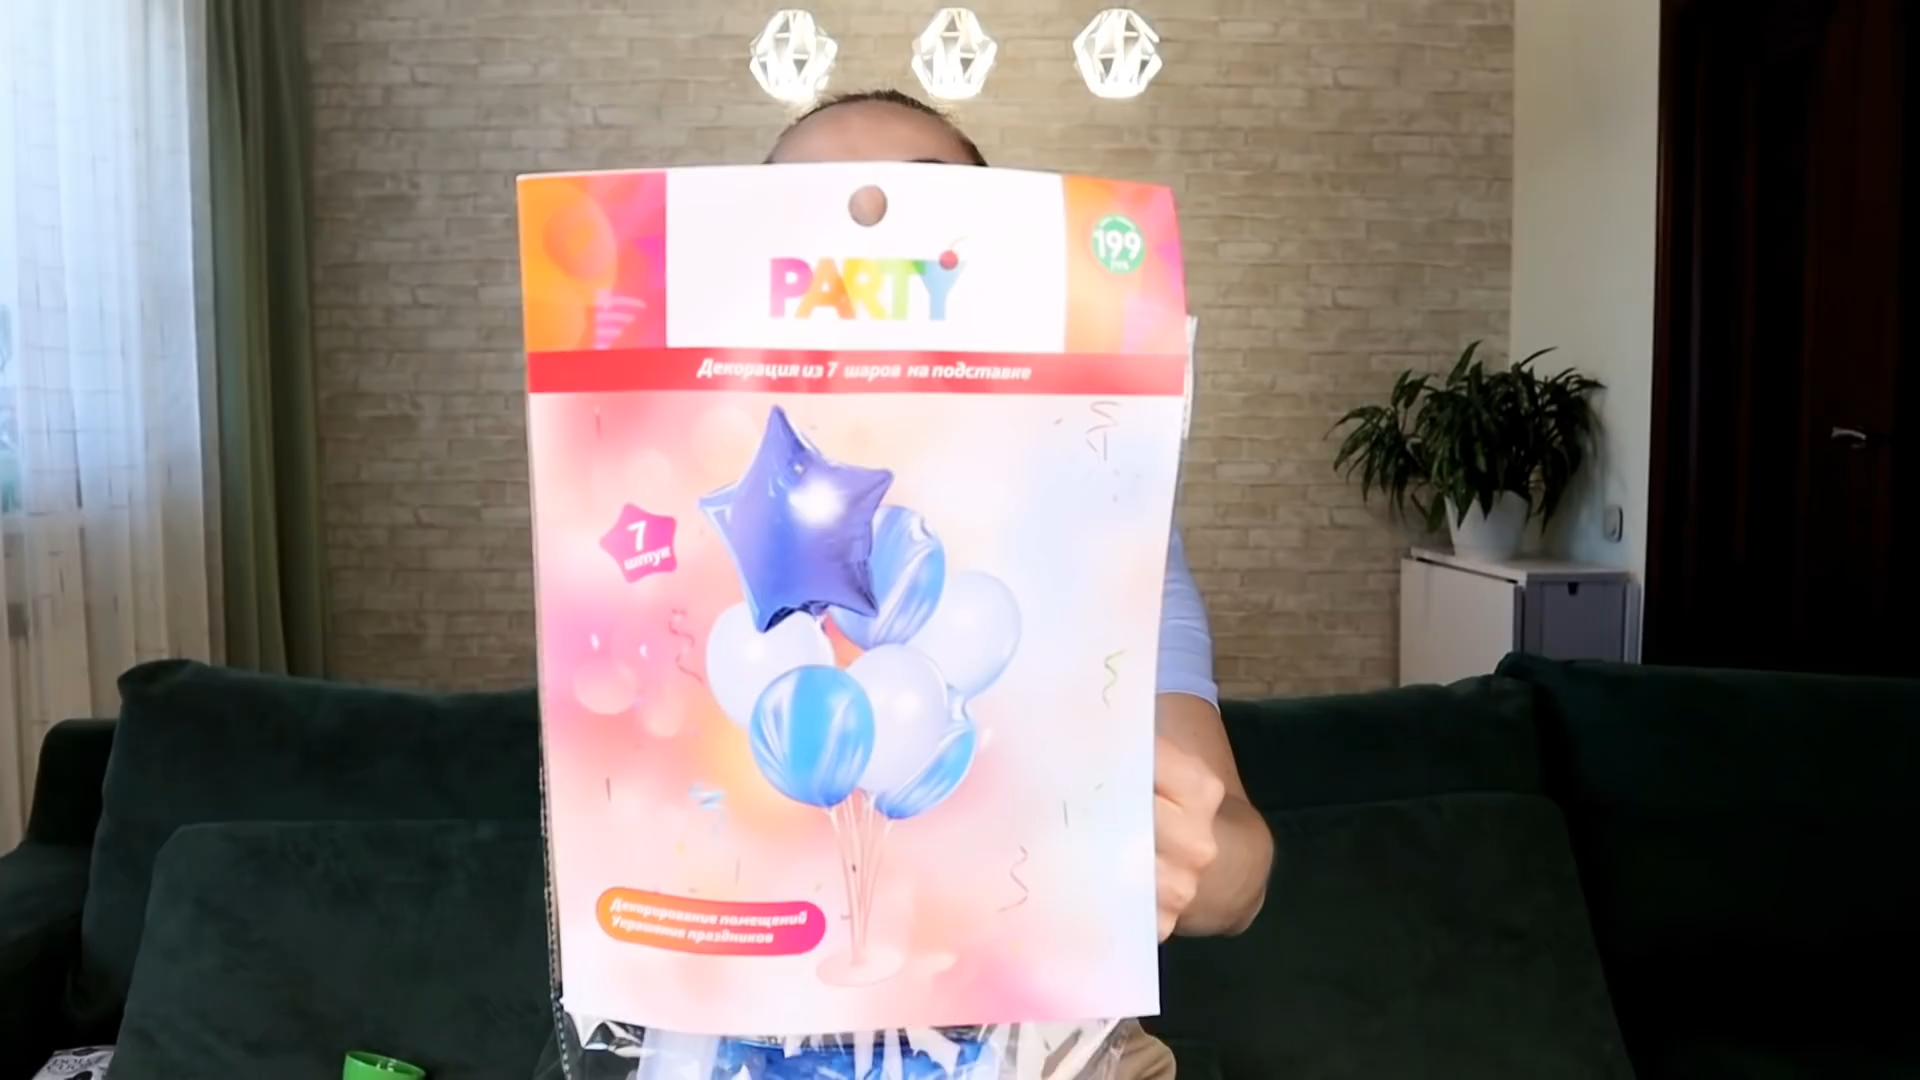 PARTY
199
Декорация из 7 шаров на подставке
7
штук
Декорирование помещений
Украшение праздников